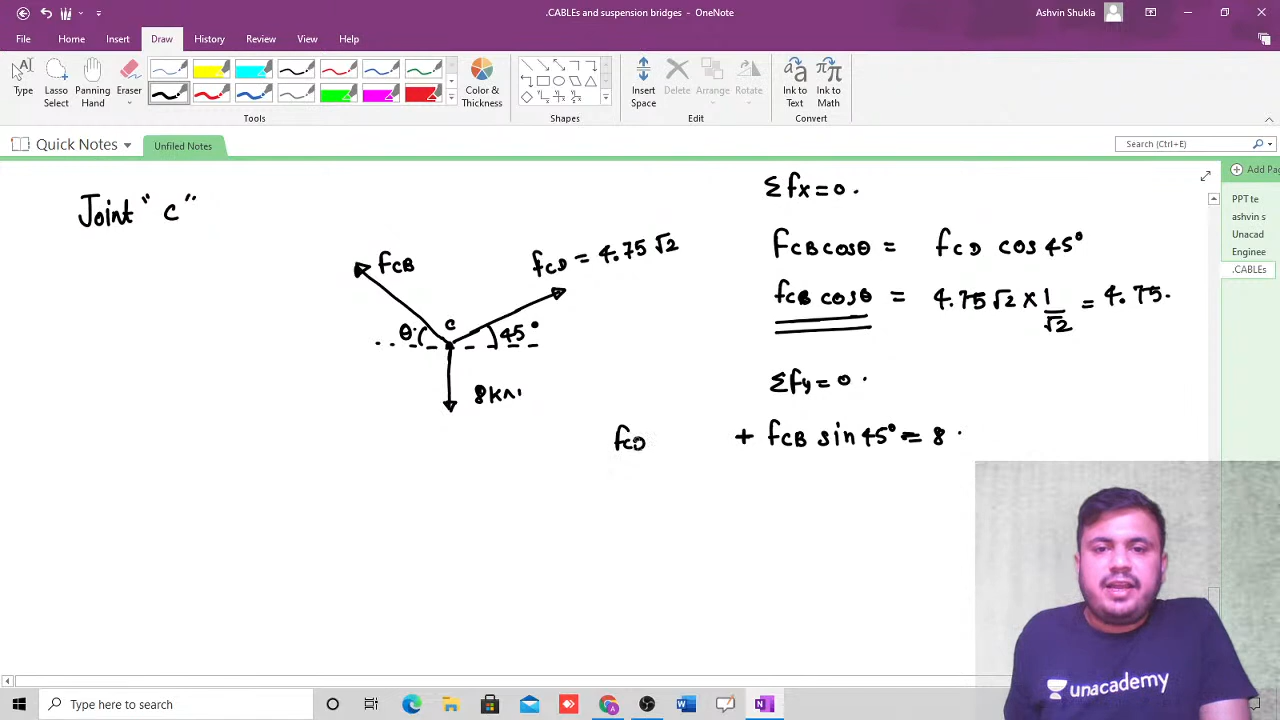 .CABLEs and suspension bridges - OneNote
Ashvin Shukla
File Home Insert Draw History Review View Help
Type
Lasso Select
Panning Hand
Eraser
Color & Thickness
Insert Space
Delete
Arrange
Rotate
Ink to Text
Ink to Math
Tools
Shapes
Edit
Convert
Quick Notes
Unfiled Notes
Search (Ctrl+E)
Add Pag
PPT te
ashvin s
Unacad
Enginee
.CABLEs
Joint "C"
fCB
fCD = 4.75 √2
θ
C
45°
8KN
Σfx = 0.
fCB cosθ = fCD cos 45°
fCB cosθ = 4.75 √2 × 1/√2 = 4.75.
Σfy = 0.
fCD + fCB sin 45° = 8.
unacademy
Type here to search